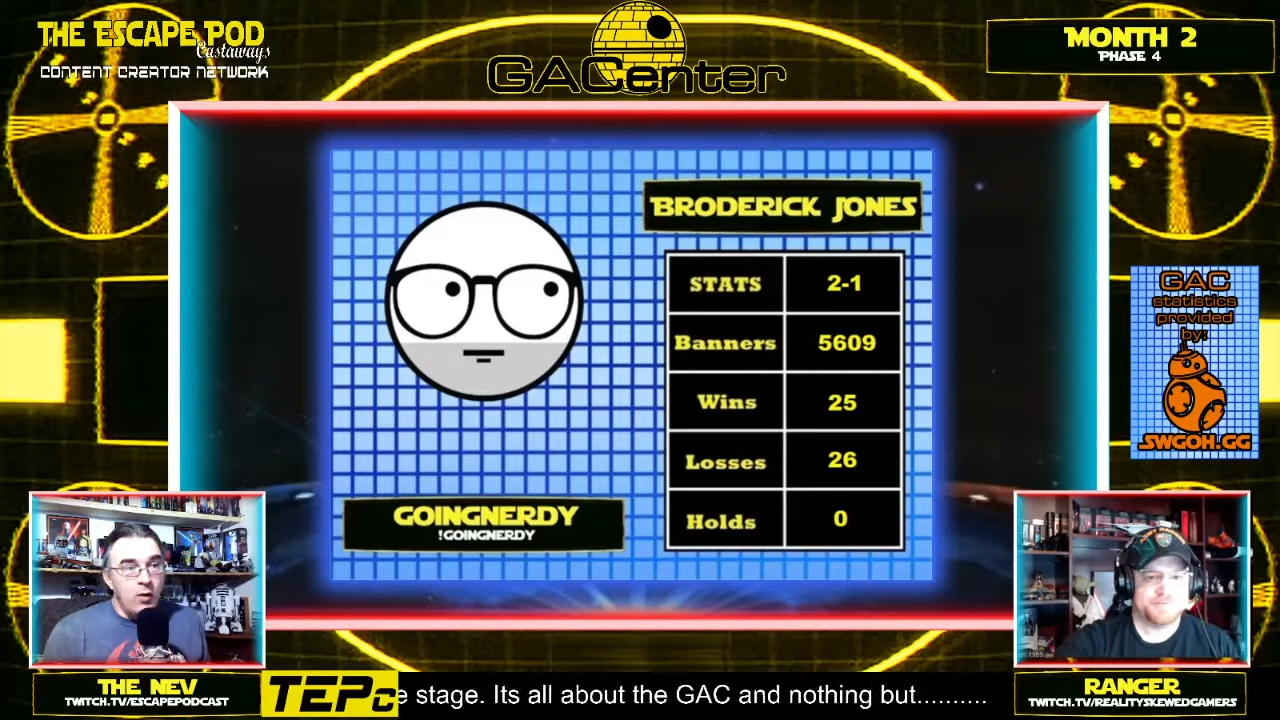 THE ESCAPE POD
Castaways
CONTENT CREATOR NETWORK
GACenter
MONTH 2
PHASE 4
BRODERICK JONES
STATS 2-1
Banners 5609
Wins 25
Losses 26
Holds 0
GOINGNERDY
!GOINGNERDY
GAC
statistics
provided
by:
SWGOH.GG
THE NEV
TWITCH.TV/ESCAPEPODCAST
TEPc
e stage. Its all about the GAC and nothing but..........
RANGER
TWITCH.TV/REALITYSKEWEDGAMERS